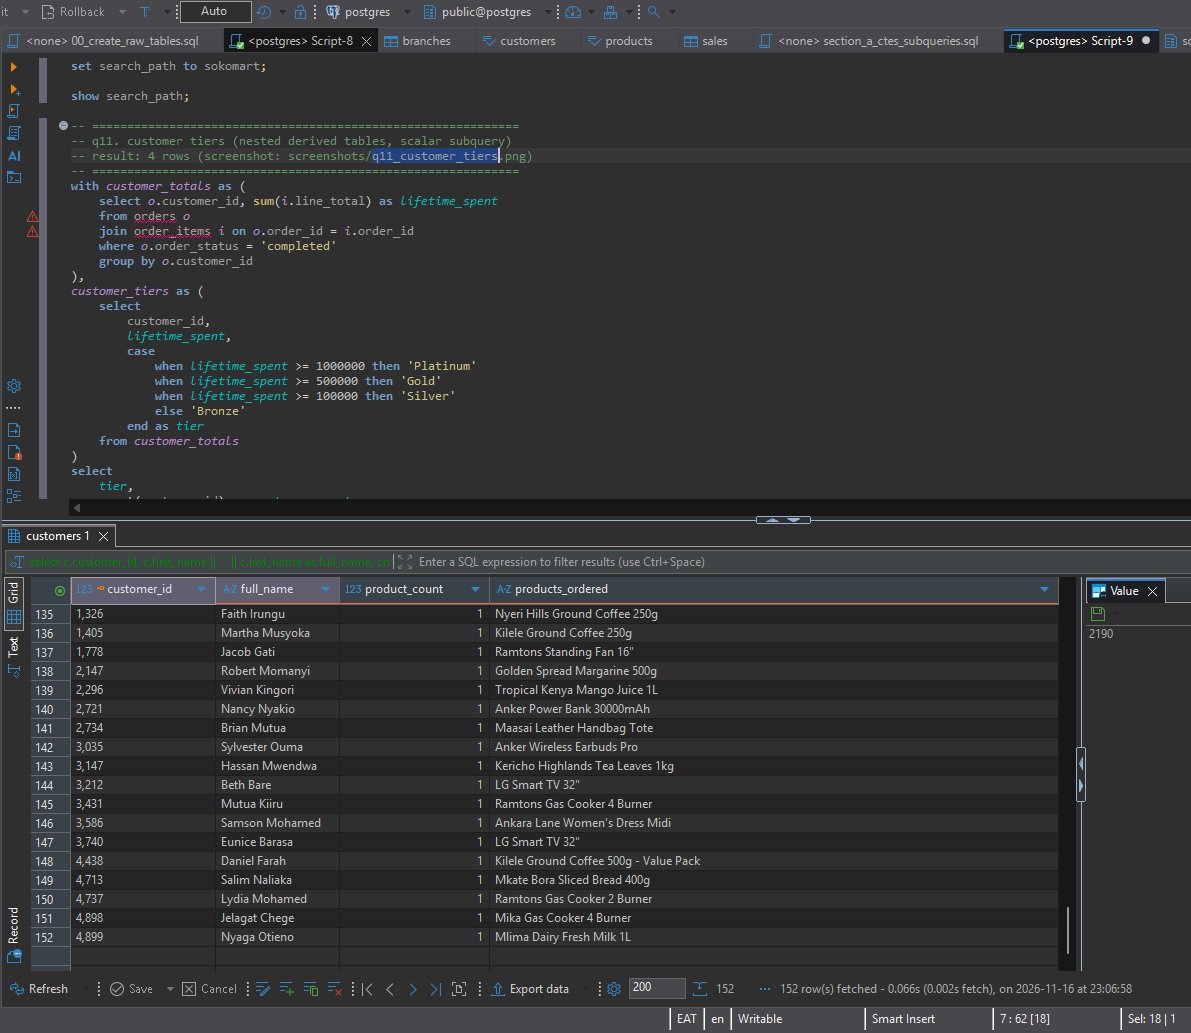 it Rollback T Auto postgres public@postgres
<none> 00_create_raw_tables.sql <postgres> Script-8 branches customers products sales <none> section_a_ctes_subqueries.sql <postgres> Script-9 sc
set search_path to sokomart;
show search_path;
-- =============================================================
-- q11. customer tiers (nested derived tables, scalar subquery)
-- result: 4 rows (screenshot: screenshots/q11_customer_tiers.png)
-- =============================================================
with customer_totals as (
select o.customer_id, sum(i.line_total) as lifetime_spent
from orders o
join order_items i on o.order_id = i.order_id
where o.order_status = 'completed'
group by o.customer_id
),
customer_tiers as (
select
customer_id,
lifetime_spent,
case
when lifetime_spent >= 1000000 then 'Platinum'
when lifetime_spent >= 500000 then 'Gold'
when lifetime_spent >= 100000 then 'Silver'
else 'Bronze'
end as tier
from customer_totals
)
select
tier,
AI
customers 1
Enter a SQL expression to filter results (use Ctrl+Space)
Grid
Text
Record
123 customer_id A-Z full_name 123 product_count A-Z products_ordered
135 1,326 Faith Irungu 1 Nyeri Hills Ground Coffee 250g
136 1,405 Martha Musyoka 1 Kilele Ground Coffee 250g
137 1,778 Jacob Gati 1 Ramtons Standing Fan 16"
138 2,147 Robert Momanyi 1 Golden Spread Margarine 500g
139 2,296 Vivian Kingori 1 Tropical Kenya Mango Juice 1L
140 2,721 Nancy Nyakio 1 Anker Power Bank 30000mAh
141 2,734 Brian Mutua 1 Maasai Leather Handbag Tote
142 3,035 Sylvester Ouma 1 Anker Wireless Earbuds Pro
143 3,147 Hassan Mwendwa 1 Kericho Highlands Tea Leaves 1kg
144 3,212 Beth Bare 1 LG Smart TV 32"
145 3,431 Mutua Kiiru 1 Ramtons Gas Cooker 4 Burner
146 3,586 Samson Mohamed 1 Ankara Lane Women's Dress Midi
147 3,740 Eunice Barasa 1 LG Smart TV 32"
148 4,438 Daniel Farah 1 Kilele Ground Coffee 500g - Value Pack
149 4,713 Salim Naliaka 1 Mkate Bora Sliced Bread 400g
150 4,737 Lydia Mohamed 1 Ramtons Gas Cooker 2 Burner
151 4,898 Jelagat Chege 1 Mika Gas Cooker 4 Burner
152 4,899 Nyaga Otieno 1 Mlima Dairy Fresh Milk 1L
Value
2190
Refresh Save Cancel Export data 200 152 152 row(s) fetched - 0.066s (0.002s fetch), on 2026-11-16 at 23:06:58
EAT en Writable Smart Insert 7 : 62 [18] Sel: 18 | 1